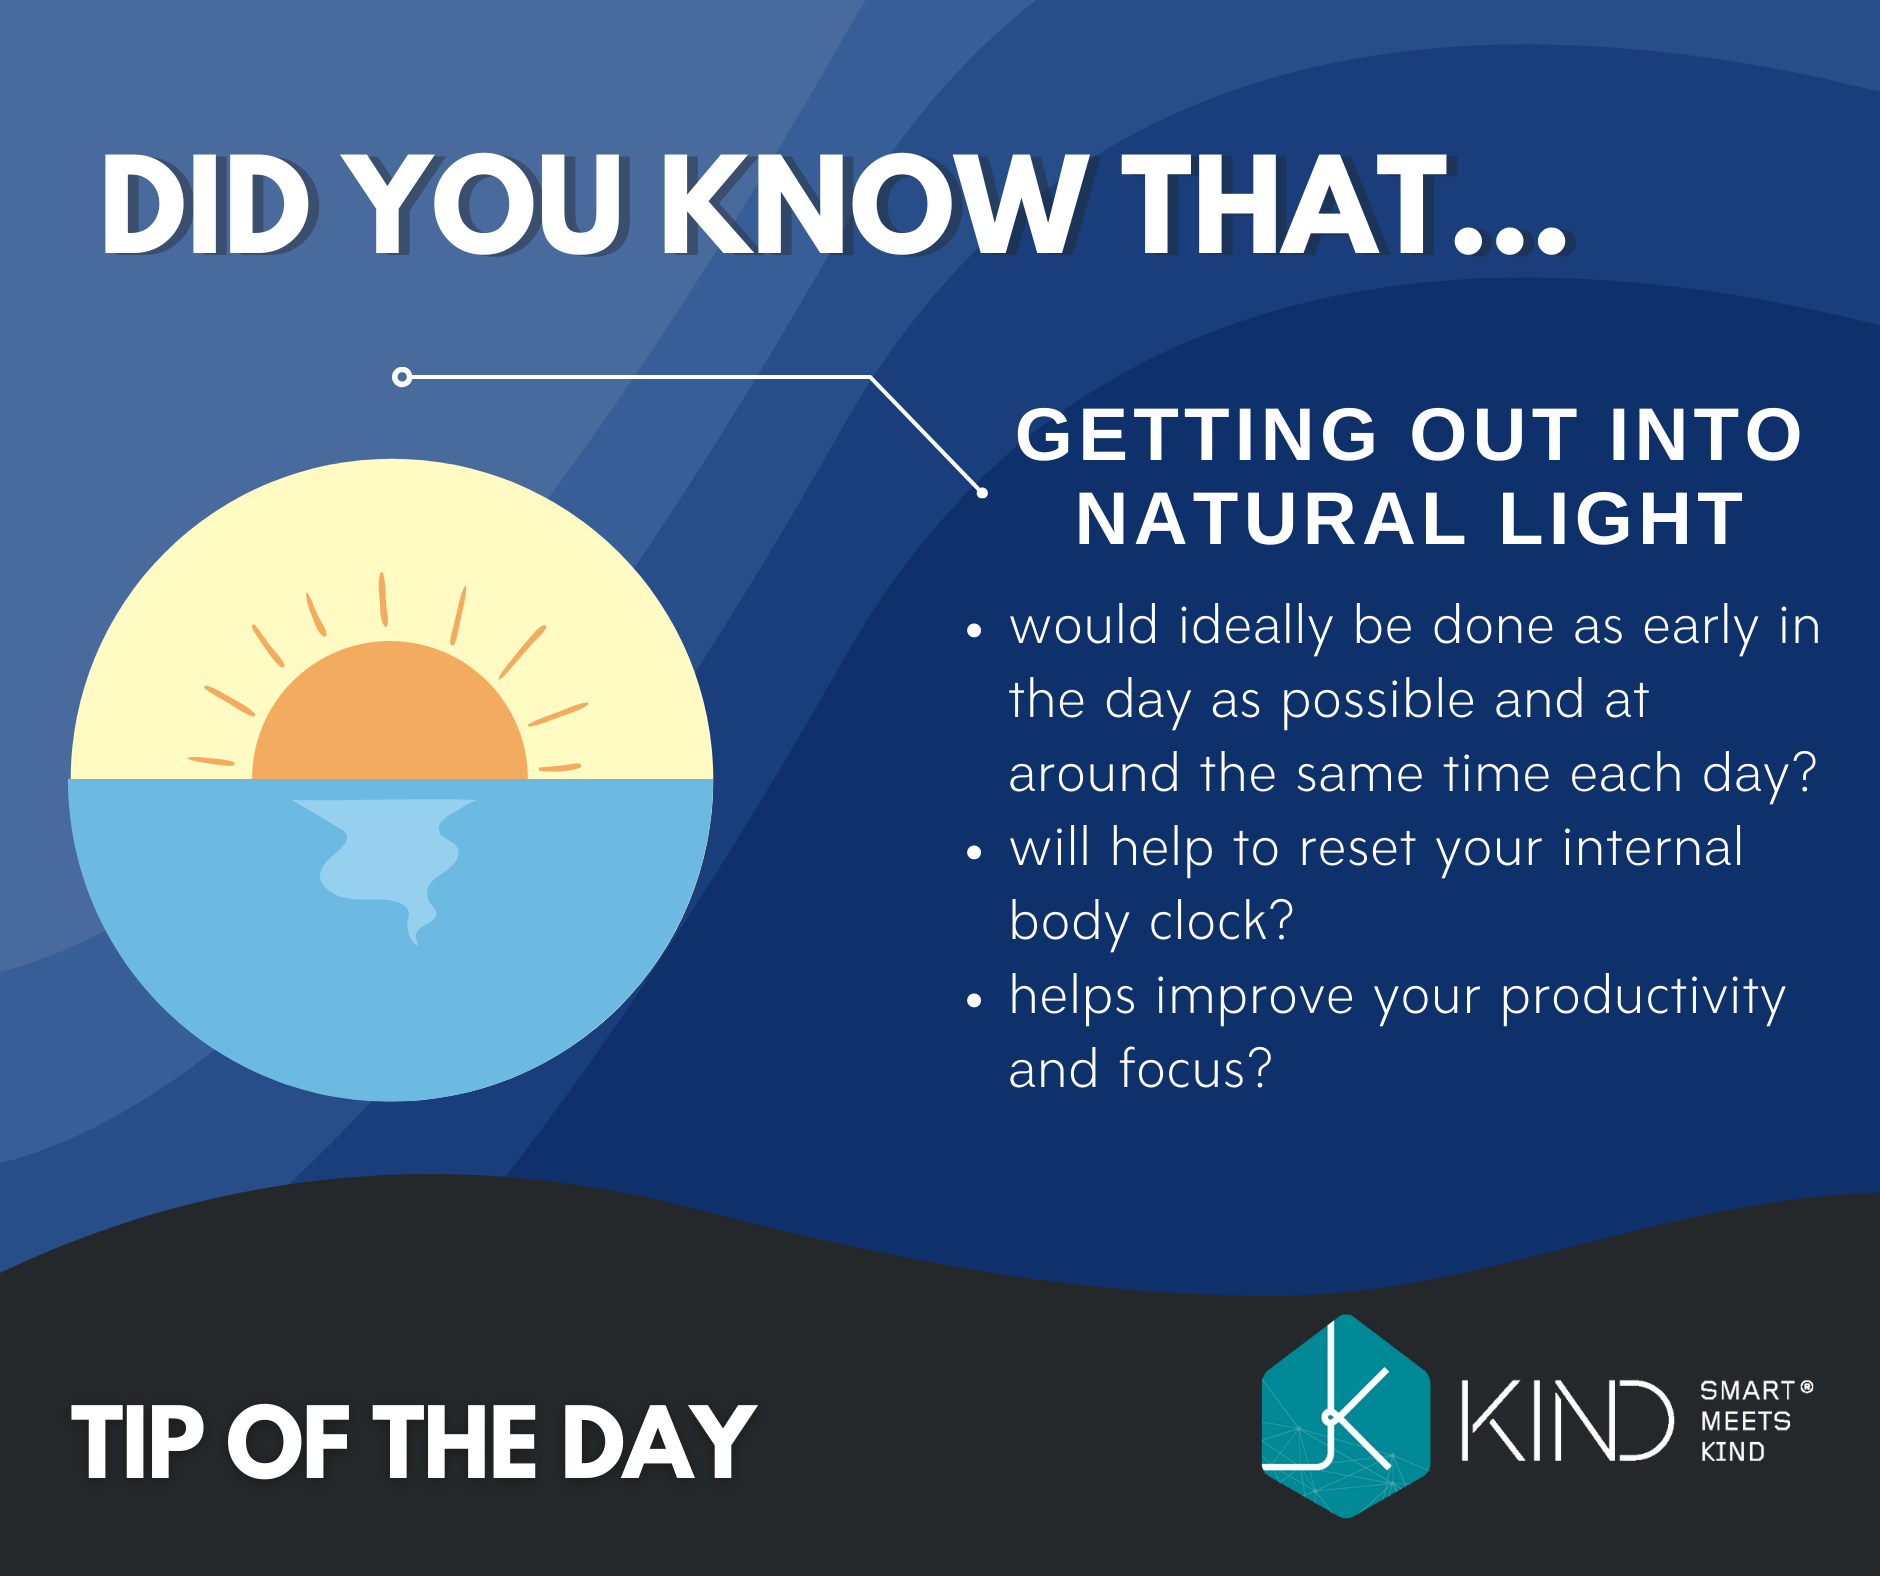 DID YOU KNOW THAT...
GETTING OUT INTO
NATURAL LIGHT
• would ideally be done as early in
the day as possible and at
around the same time each day?
• will help to reset your internal
body clock?
• helps improve your productivity
and focus?
TIP OF THE DAY
KIND
SMART®
MEETS
KIND